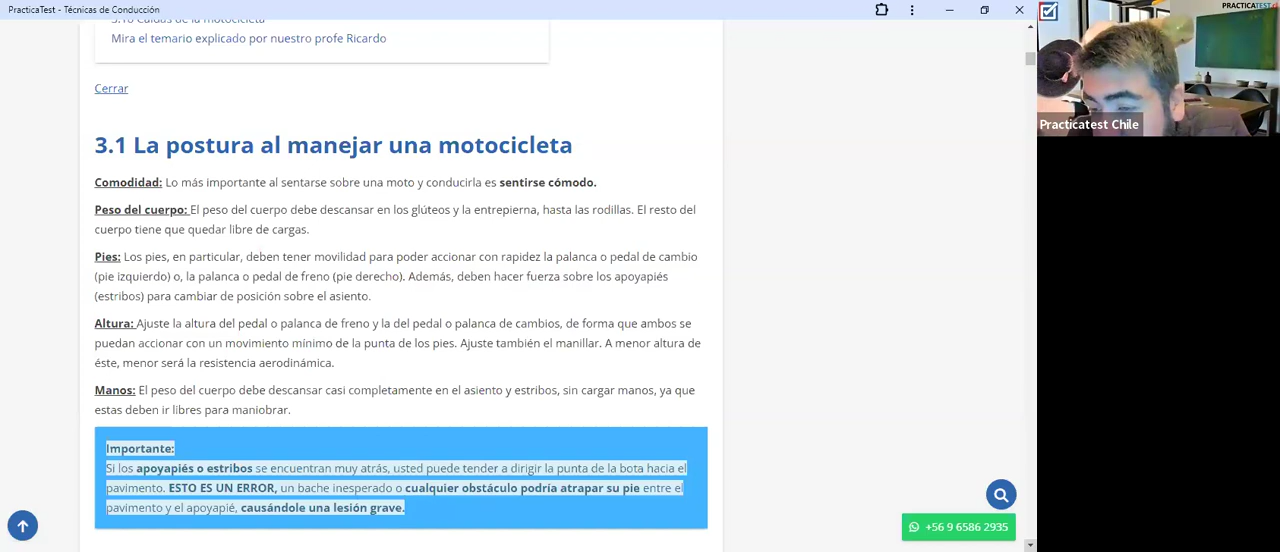 PracticaTest - Técnicas de Conducción
PRACTICATEST
Mira el temario explicado por nuestro profe Ricardo
Practicatest Chile
Cerrar
3.1 La postura al manejar una motocicleta
Comodidad: Lo más importante al sentarse sobre una moto y conducirla es sentirse cómodo.
Peso del cuerpo: El peso del cuerpo debe descansar en los glúteos y la entrepierna, hasta las rodillas. El resto del
cuerpo tiene que quedar libre de cargas.
Pies: Los pies, en particular, deben tener movilidad para poder accionar con rapidez la palanca o pedal de cambio
(pie izquierdo) o, la palanca o pedal de freno (pie derecho). Además, deben hacer fuerza sobre los apoyapiés
(estribos) para cambiar de posición sobre el asiento.
Altura: Ajuste la altura del pedal o palanca de freno y la del pedal o palanca de cambios, de forma que ambos se
puedan accionar con un movimiento mínimo de la punta de los pies. Ajuste también el manillar. A menor altura de
éste, menor será la resistencia aerodinámica.
Manos: El peso del cuerpo debe descansar casi completamente en el asiento y estribos, sin cargar manos, ya que
estas deben ir libres para maniobrar.
Importante:
Si los apoyapiés o estribos se encuentran muy atrás, usted puede tender a dirigir la punta de la bota hacia el
pavimento. ESTO ES UN ERROR, un bache inesperado o cualquier obstáculo podría atrapar su pie entre el
pavimento y el apoyapié, causándole una lesión grave.
+56 9 6586 2935